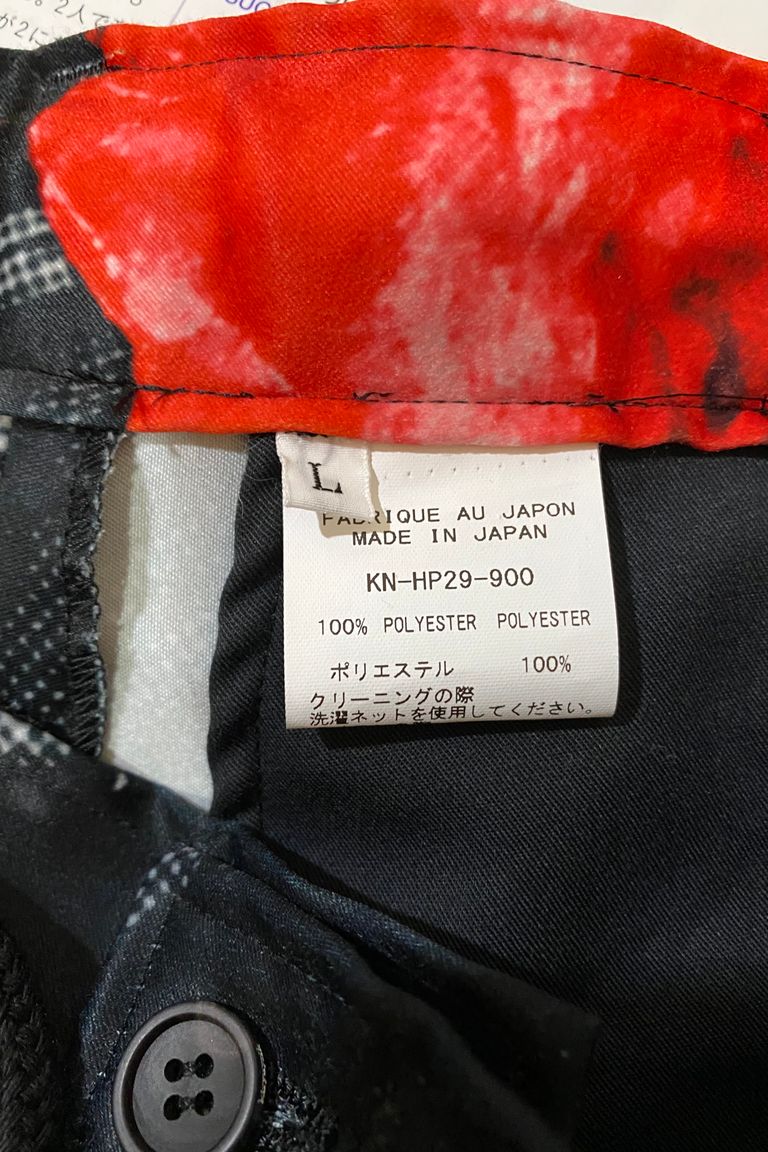 L
FABRIQUE AU JAPON
MADE IN JAPAN
KN-HP29-900
100% POLYESTER POLYESTER
ポリエステル 100%
クリーニングの際
洗濯ネットを使用してください。